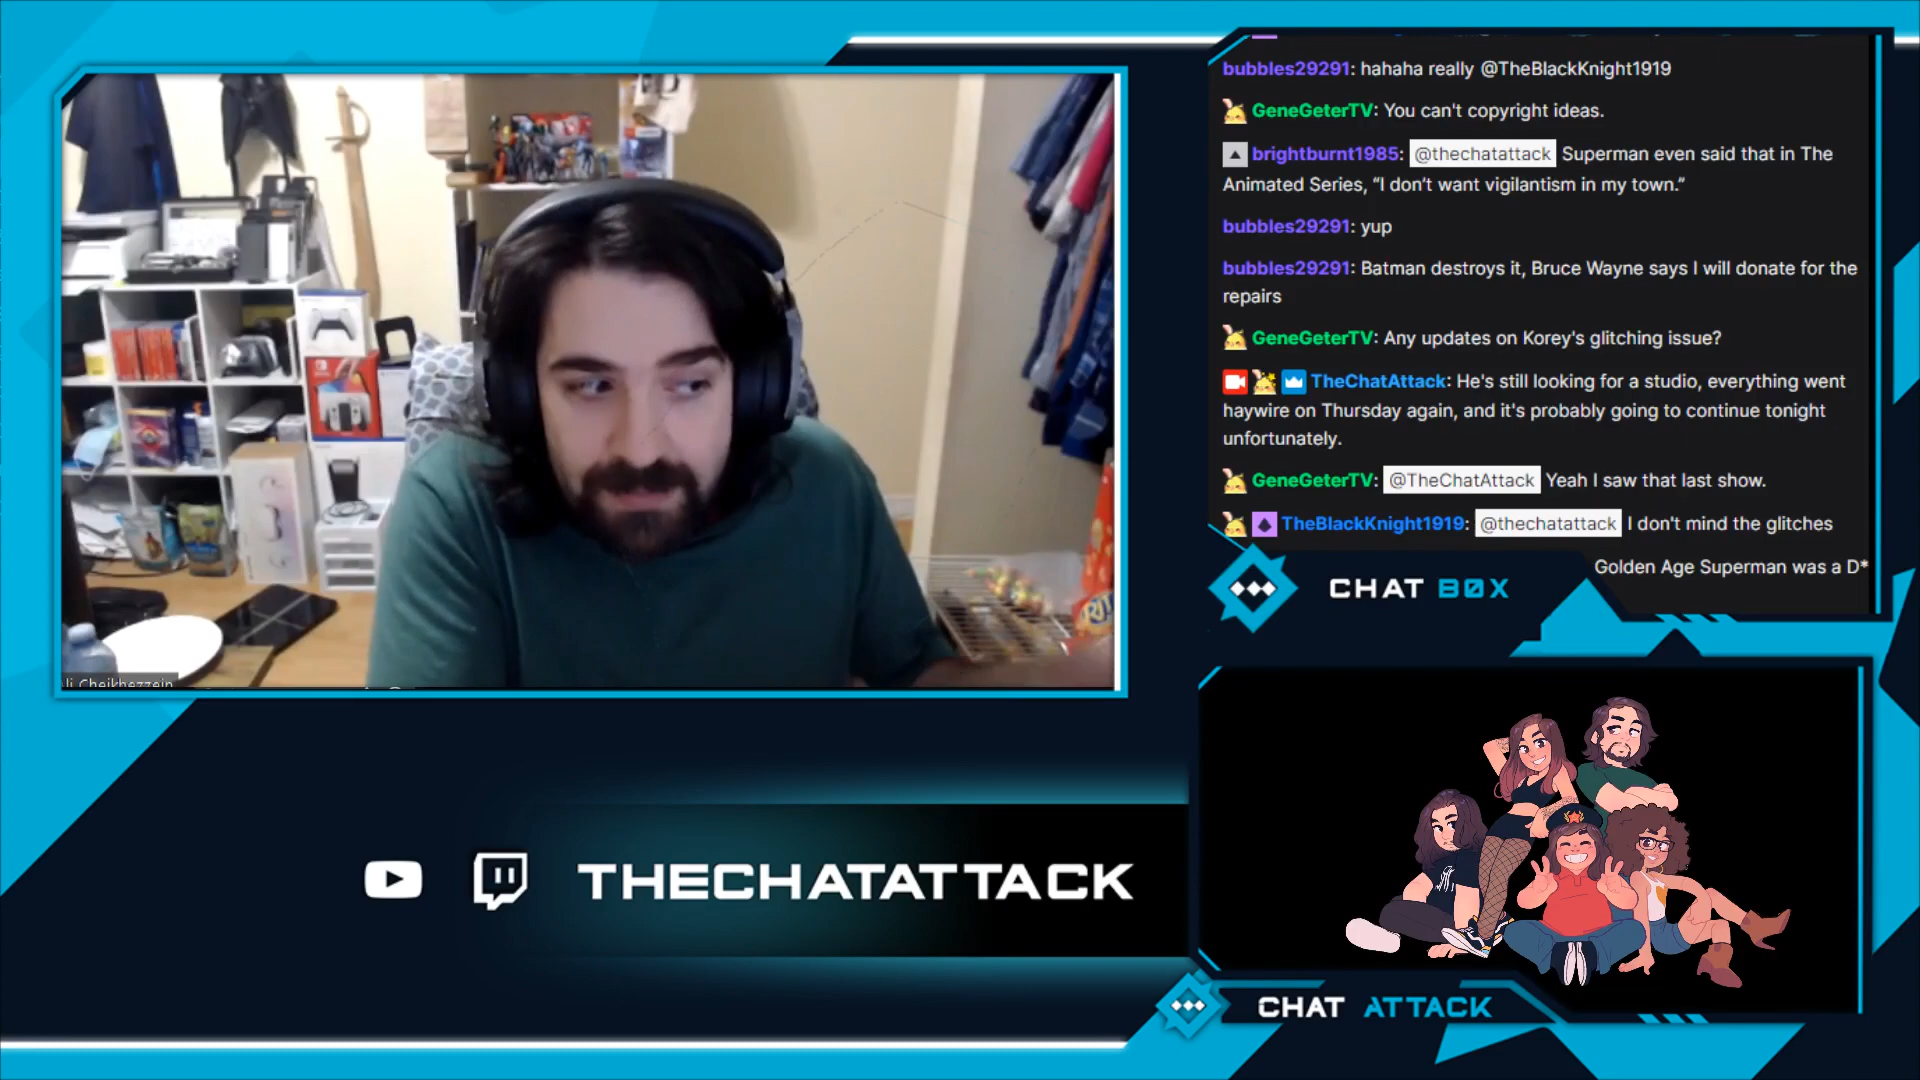 bubbles29291: hahaha really @TheBlackKnight1919
GeneGeterTV: You can't copyright ideas.
brightburnt1985: @thechatattack Superman even said that in The
Animated Series, “I don’t want vigilantism in my town.”
bubbles29291: yup
bubbles29291: Batman destroys it, Bruce Wayne says I will donate for the
repairs
GeneGeterTV: Any updates on Korey's glitching issue?
TheChatAttack: He's still looking for a studio, everything went
haywire on Thursday again, and it's probably going to continue tonight
unfortunately.
GeneGeterTV: @TheChatAttack Yeah I saw that last show.
TheBlackKnight1919: @thechatattack I don't mind the glitches
Golden Age Superman was a D*
CHAT BOX
RITZ
li Cheikhezzein
THECHATATTACK
CHAT ATTACK